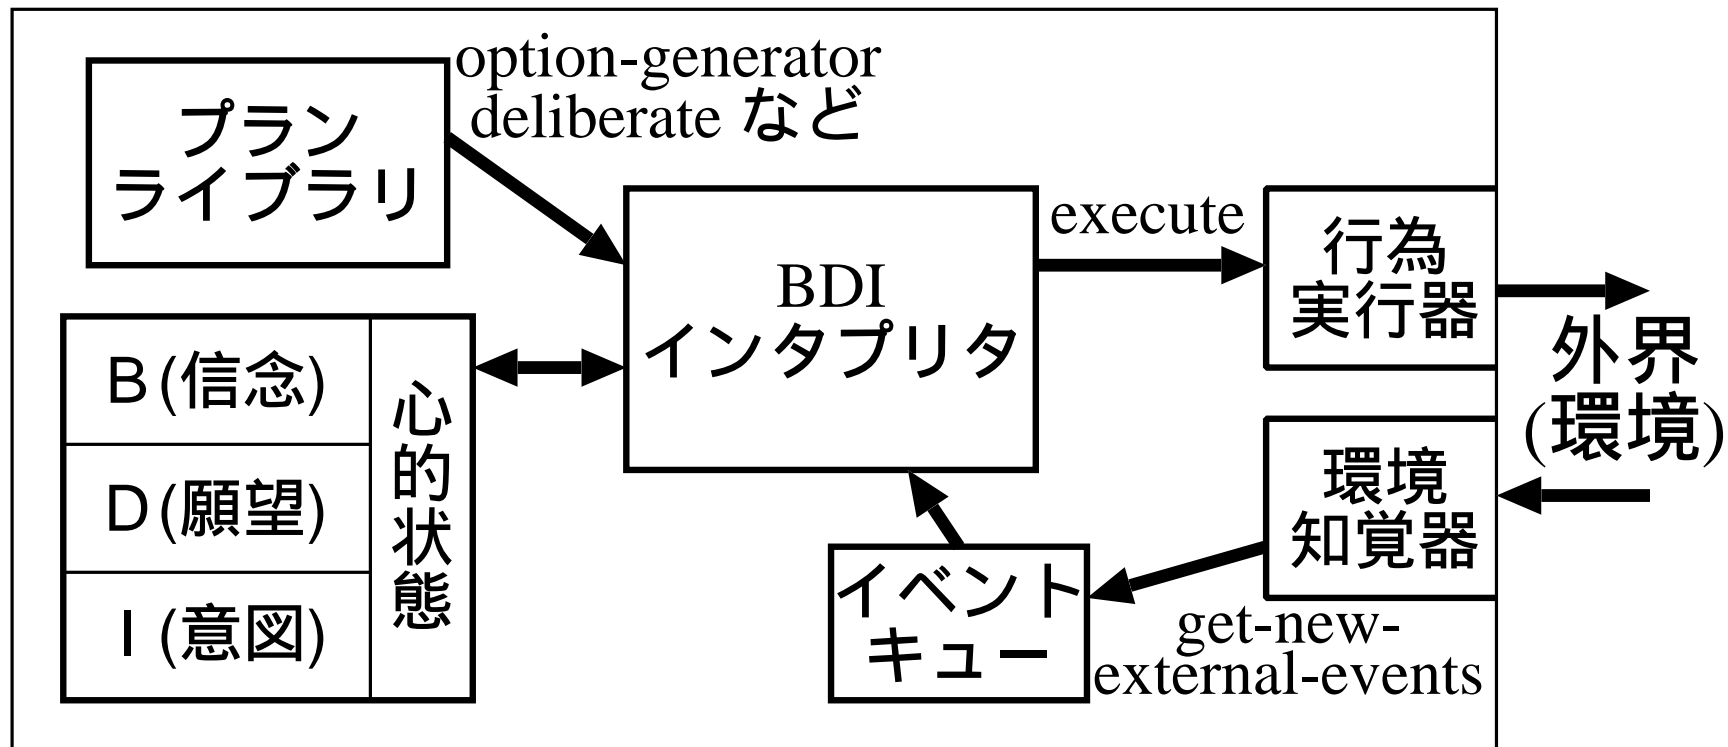 option-generator
deliberate など
プラン
ライブラリ
BDI
インタプリタ
execute
行為
実行器
外界
(環境)
B (信念)
D (願望)
I (意図)
心的状態
環境
知覚器
イベント
キュー
get-new-
external-events